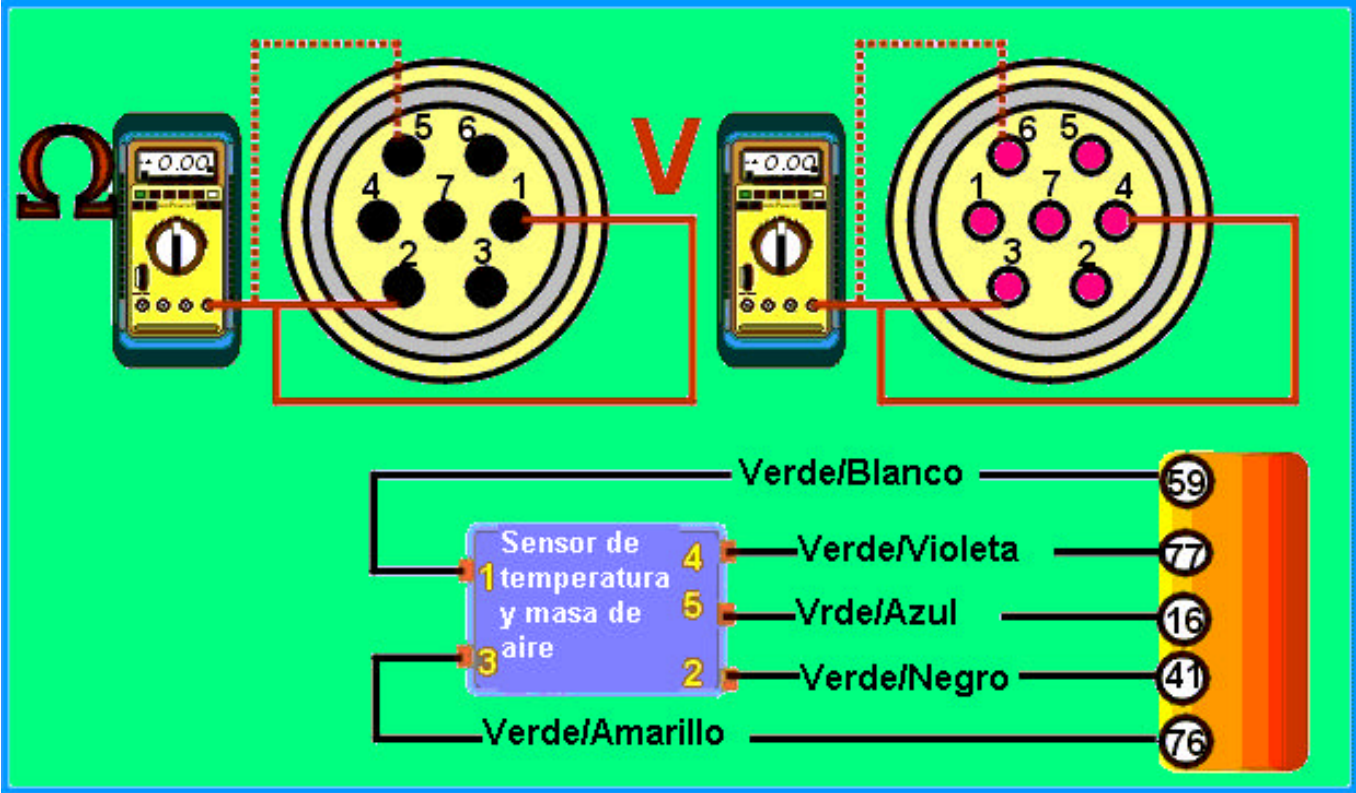 Ω
0.00
5 6
4 7 1
2 3
V
0.00
6 5
1 7 4
3 2
Verde/Blanco
59
Sensor de
temperatura
y masa de
aire
1
3
4
5
2
Verde/Violeta
77
Vrde/Azul
16
Verde/Negro
41
Verde/Amarillo
76